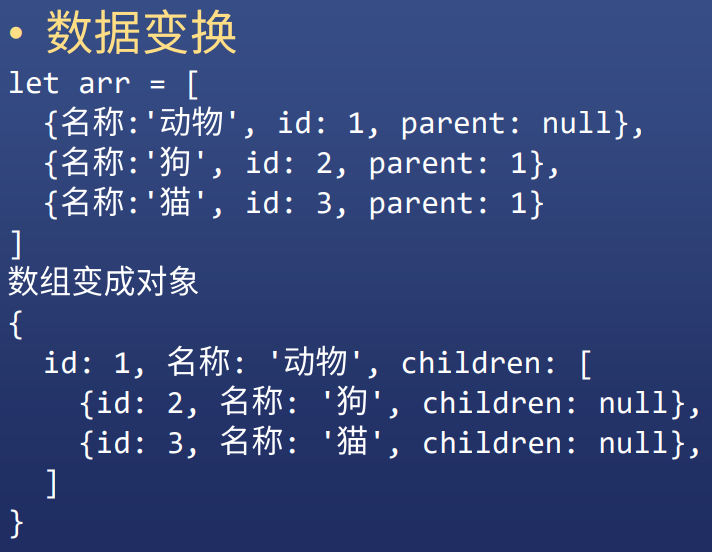 • 数据变换
let arr = [
  {名称:'动物', id: 1, parent: null},
  {名称:'狗', id: 2, parent: 1},
  {名称:'猫', id: 3, parent: 1}
]
数组变成对象
{
  id: 1, 名称: '动物', children: [
    {id: 2, 名称: '狗', children: null},
    {id: 3, 名称: '猫', children: null},
  ]
}